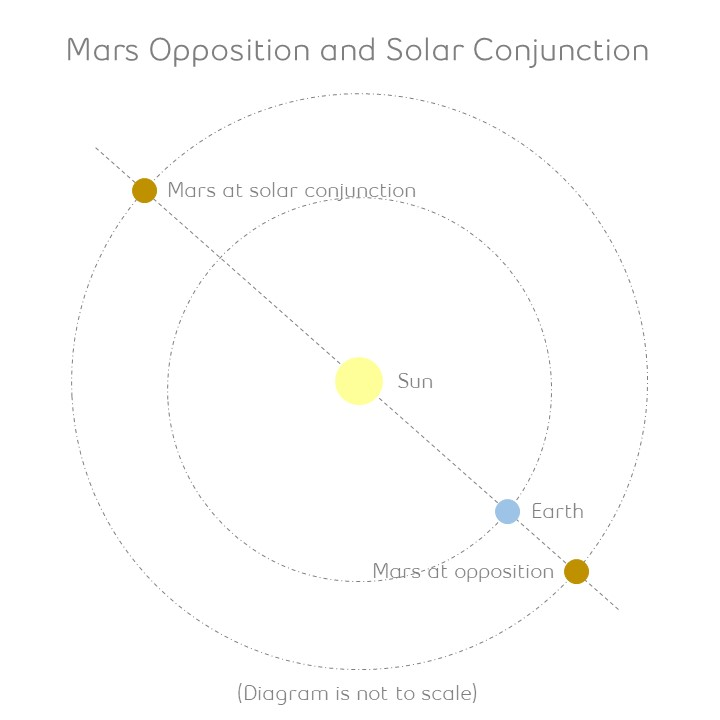 Mars Opposition and Solar Conjunction
Mars at solar conjunction
Sun
Earth
Mars at opposition
(Diagram is not to scale)